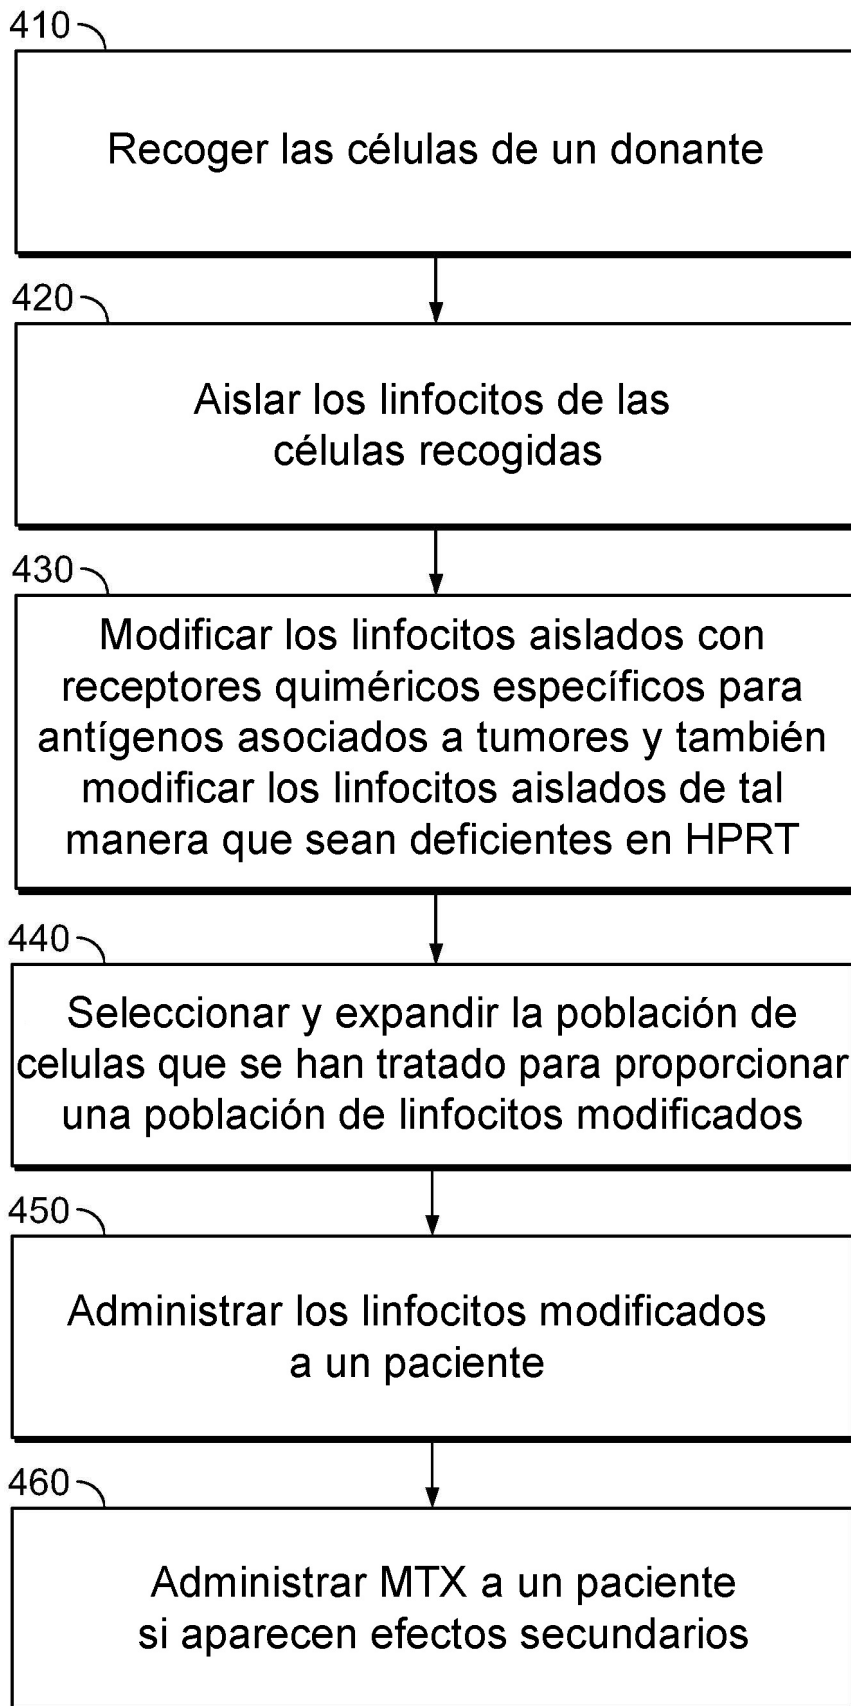 410
Recoger las células de un donante
420
Aislar los linfocitos de las
células recogidas
430
Modificar los linfocitos aislados con
receptores quiméricos específicos para
antígenos asociados a tumores y también
modificar los linfocitos aislados de tal
manera que sean deficientes en HPRT
440
Seleccionar y expandir la población de
celulas que se han tratado para proporcionar
una población de linfocitos modificados
450
Administrar los linfocitos modificados
a un paciente
460
Administrar MTX a un paciente
si aparecen efectos secundarios